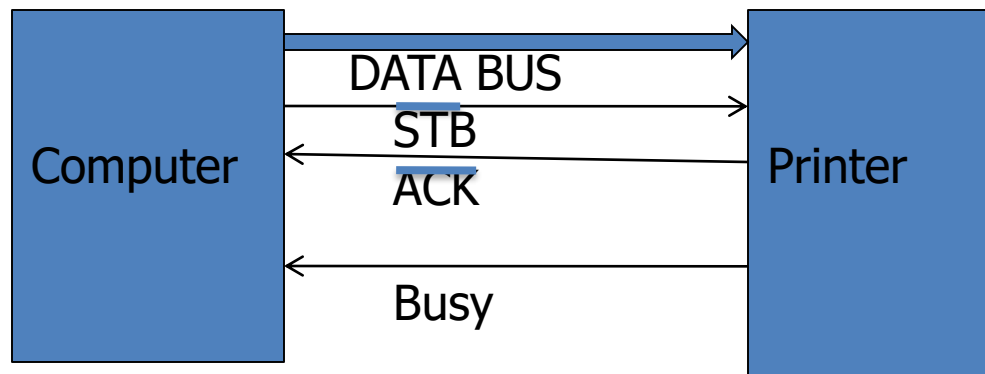 DATA BUS
STB
Computer
Printer
ACK
Busy